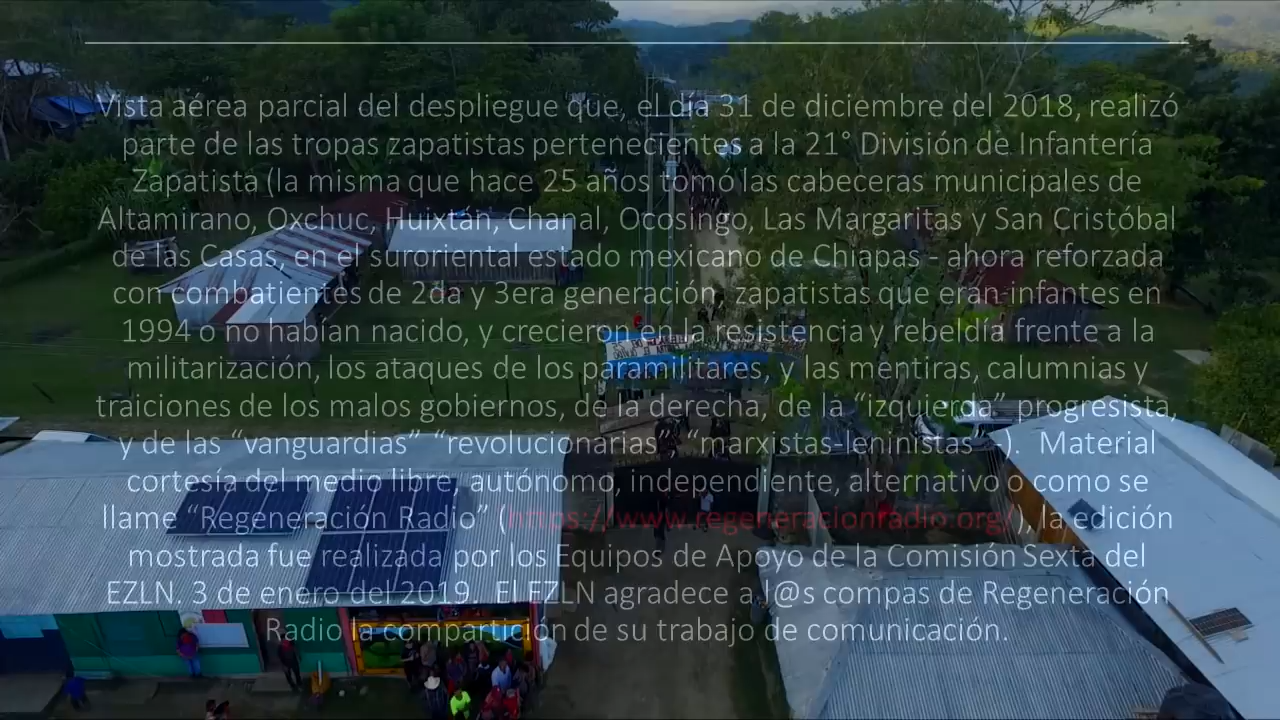 Vista aérea parcial del despliegue que, el día 31 de diciembre del 2018, realizó
parte de las tropas zapatistas pertenecientes a la 21° División de Infantería
Zapatista (la misma que hace 25 años tomo las cabeceras municipales de
Altamirano, Oxchuc, Huixtán, Chanal, Ocosingo, Las Margaritas y San Cristóbal
de las Casas, en el suroriental estado mexicano de Chiapas, ahora reforzada
con combatientes de 2da y 3era generación, zapatistas que eran infantes en
1994 o no habían nacido, y crecieron en la resistencia y rebeldía frente a la
militarización, los ataques de los paramilitares, y las mentiras, calumnias y
traiciones de los malos gobiernos, de la derecha, de la “izquierda” progresista,
y de las “vanguardias” “revolucionarias” “marxistas leninistas” ). Material
cortesía del medio libre, autónomo, independiente, alternativo o como se
llame “Regeneración Radio” (https://www.regeneracionradio.org/), la edición
mostrada fue realizada por los Equipos de Apoyo de la Comisión Sexta del
EZLN. 3 de enero del 2019. El EZLN agradece a l@s compas de Regeneración
Radio la compartición de su trabajo de comunicación.